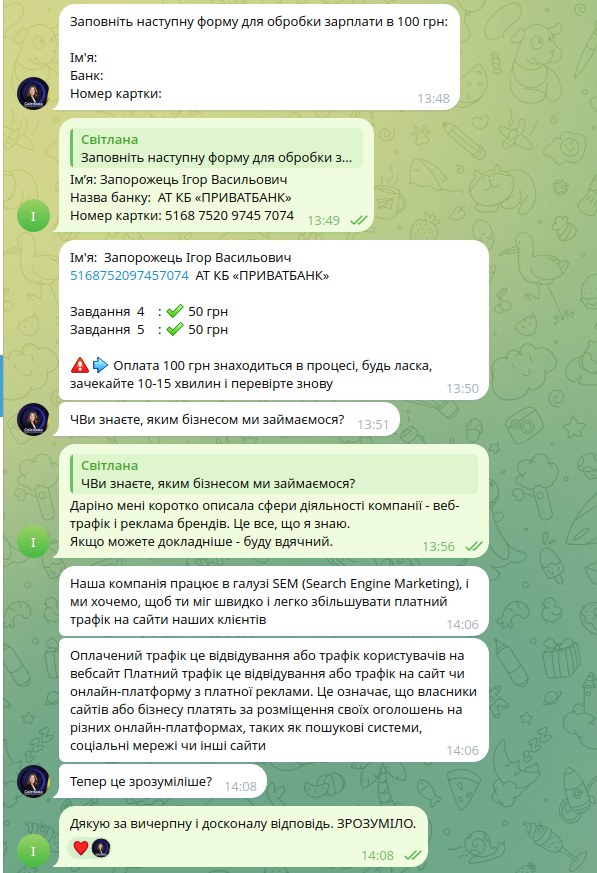 Заповніть наступну форму для обробки зарплати в 100 грн:
Ім'я:
Банк:
Номер картки:
13:48
Світлана
Заповніть наступну форму для обробки з...
Ім'я: Запорожець Ігор Васильович
Назва банку: АТ КБ «ПРИВАТБАНК»
Номер картки: 5168 7520 9745 7074
13:49
І
Ім'я: Запорожець Ігор Васильович
5168752097457074 АТ КБ «ПРИВАТБАНК»
Завдання 4 : ✅ 50 грн
Завдання 5 : ✅ 50 грн
⚠️➡️ Оплата 100 грн знаходиться в процесі, будь ласка,
зачекайте 10-15 хвилин і перевірте знову
13:50
ЧВи знаєте, яким бізнесом ми займаємося?
13:51
Світлана
ЧВи знаєте, яким бізнесом ми займаємося?
Даріно мені коротко описала сфери діяльності компанії - веб-
трафік і реклама брендів. Це все, що я знаю.
Якщо можете докладніше - буду вдячний.
13:56
І
Наша компанія працює в галузі SEM (Search Engine Marketing), і
ми хочемо, щоб ти міг швидко і легко збільшувати платний
трафік на сайти наших клієнтів
14:06
Оплачений трафік це відвідування або трафік користувачів на
вебсайт Платний трафік це відвідування або трафік на сайт чи
онлайн-платформу з платної реклами. Це означає, що власники
сайтів або бізнесу платять за розміщення своїх оголошень на
різних онлайн-платформах, таких як пошукові системи,
соціальні мережі чи інші сайти
14:06
Тепер це зрозуміліше?
14:08
Дякую за вичерпну і досконалу відповідь. ЗРОЗУМІЛО.
14:08
І